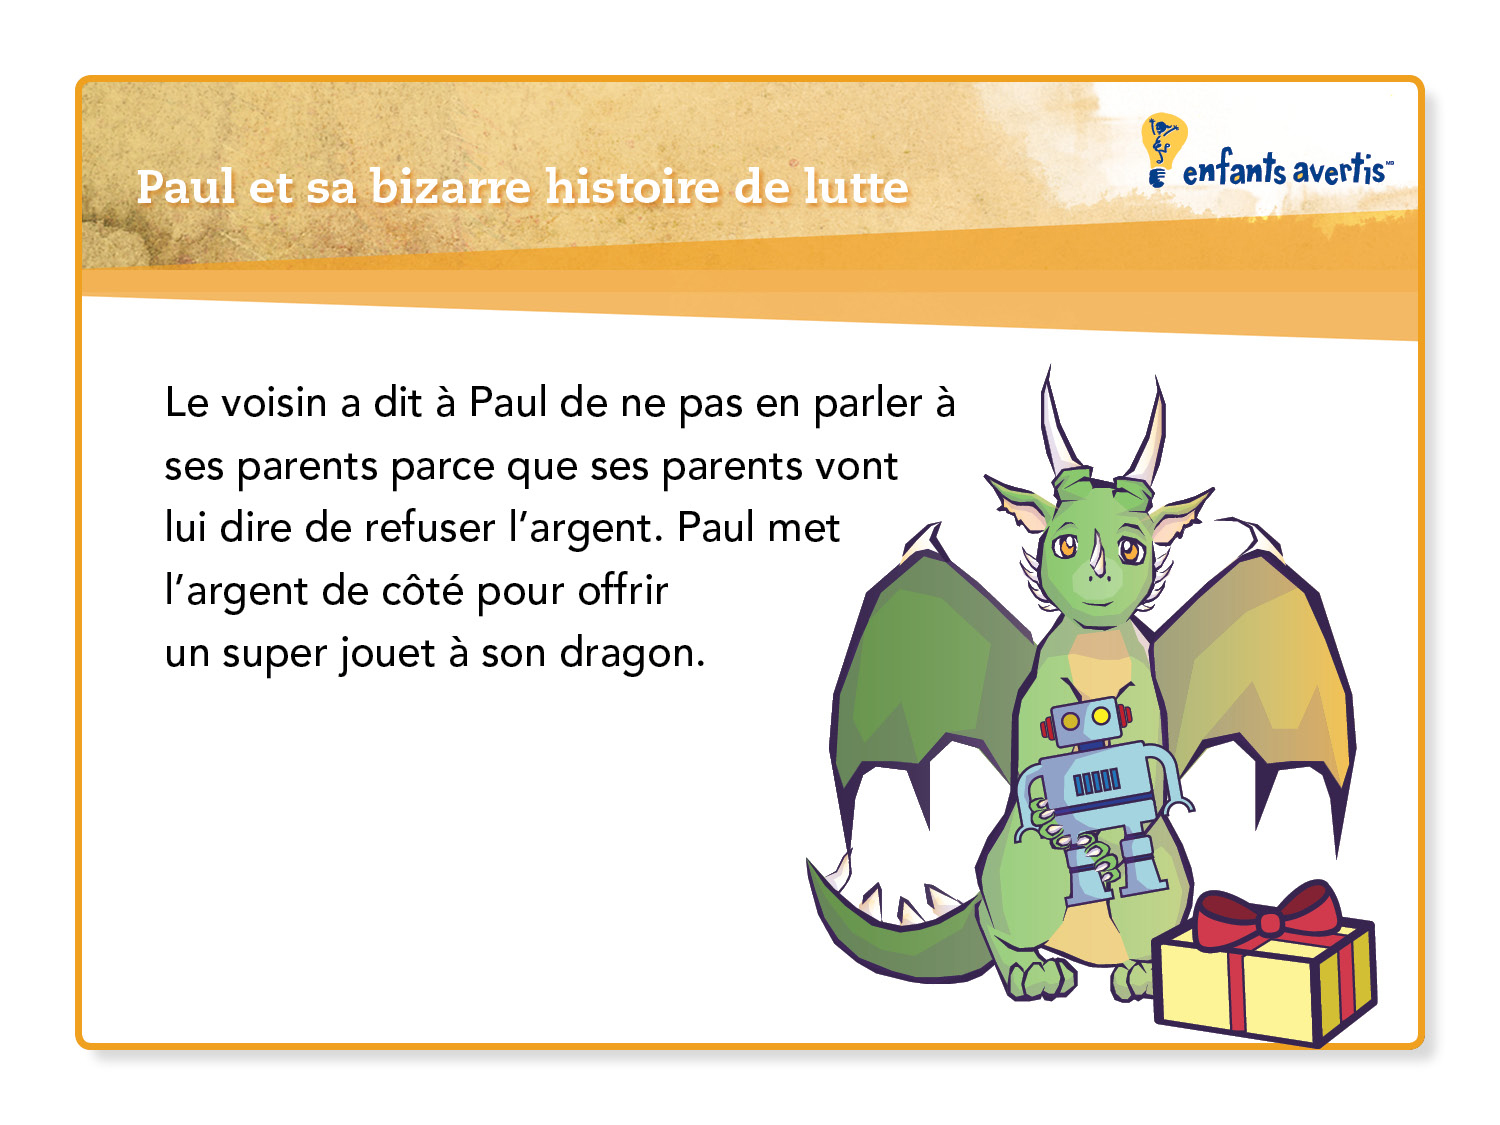 Paul et sa bizarre histoire de lutte
enfants avertis MD
Le voisin a dit à Paul de ne pas en parler à
ses parents parce que ses parents vont
lui dire de refuser l’argent. Paul met
l’argent de côté pour offrir
un super jouet à son dragon.